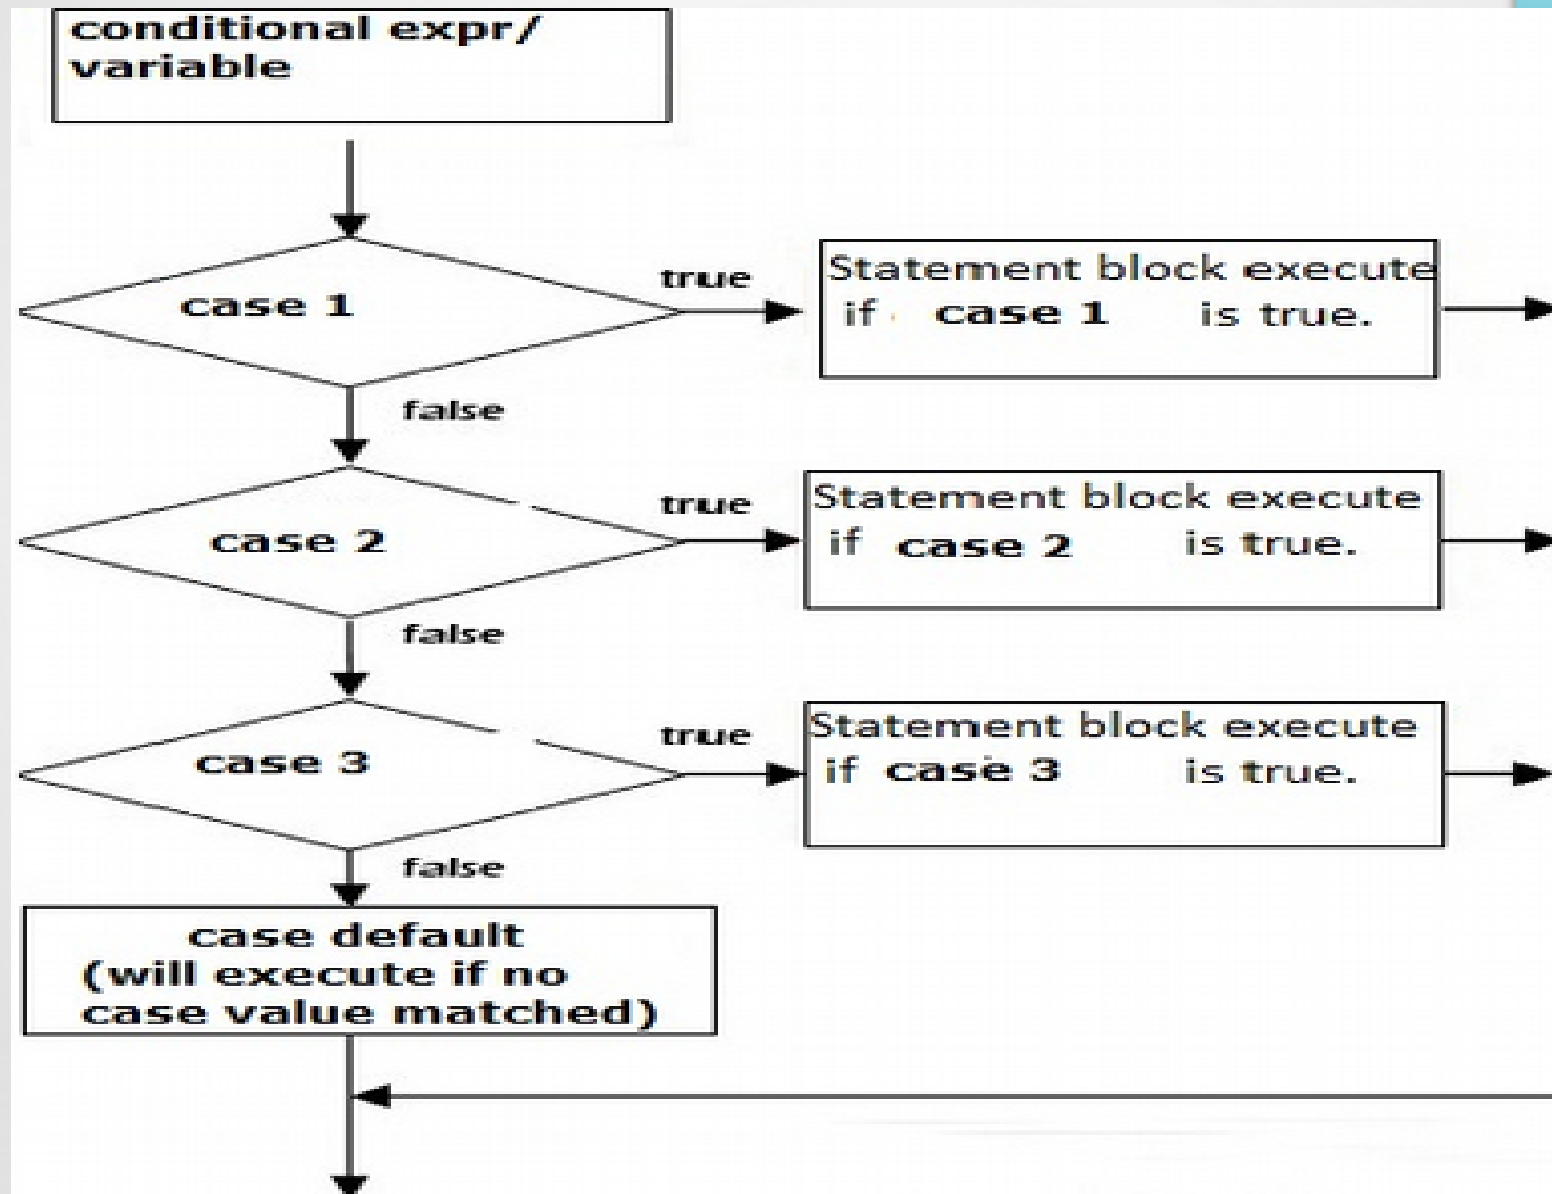 conditional expr/
variable
case 1
true
Statement block execute
if case 1 is true.
false
case 2
true
Statement block execute
if case 2 is true.
false
case 3
true
Statement block execute
if case 3 is true.
false
case default
(will execute if no
case value matched)